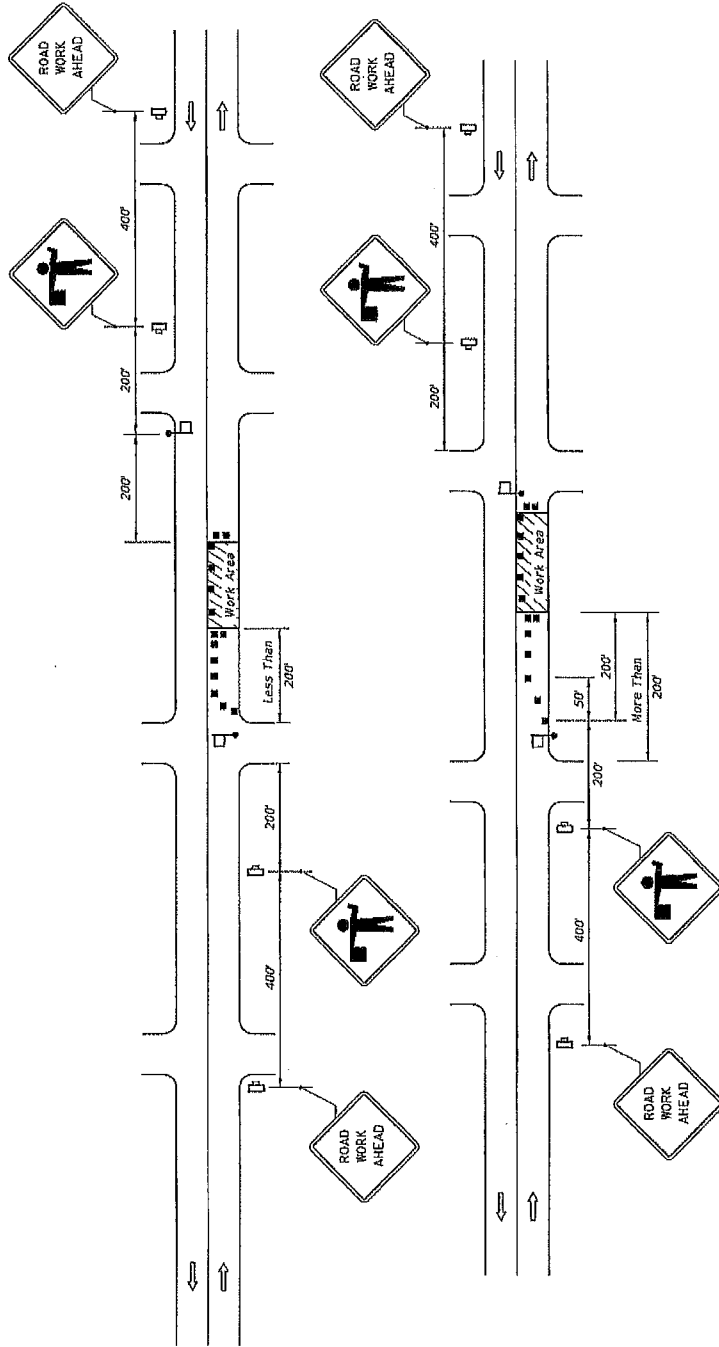 ROAD
WORK
AHEAD
400'
200'
200'
Work Area
Less Than
200'
200'
400'
ROAD
WORK
AHEAD
ROAD
WORK
AHEAD
400'
200'
Work Area
200'
More Than
200'
50'
200'
400'
ROAD
WORK
AHEAD